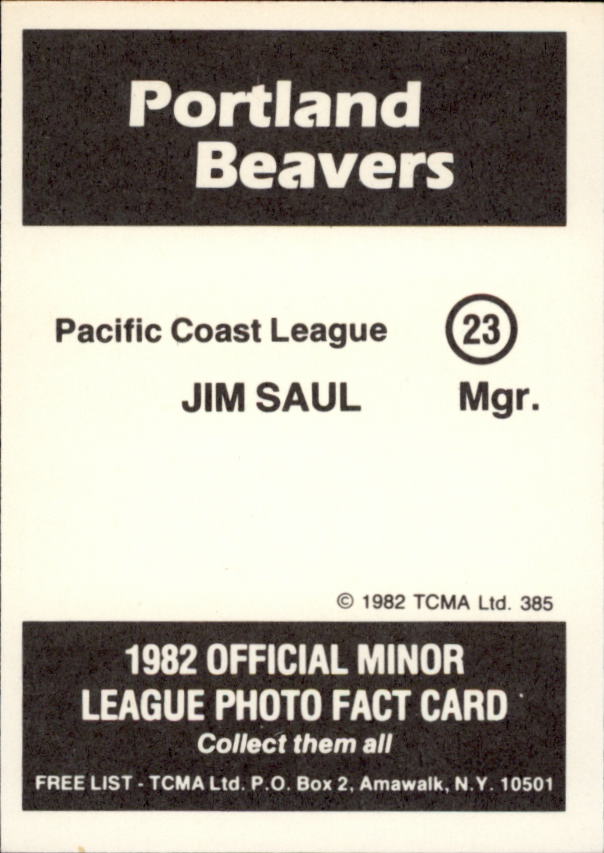 Portland
Beavers
Pacific Coast League 23
JIM SAUL Mgr.
© 1982 TCMA Ltd. 385
1982 OFFICIAL MINOR
LEAGUE PHOTO FACT CARD
Collect them all
FREE LIST - TCMA Ltd. P.O. Box 2, Amawalk, N.Y. 10501